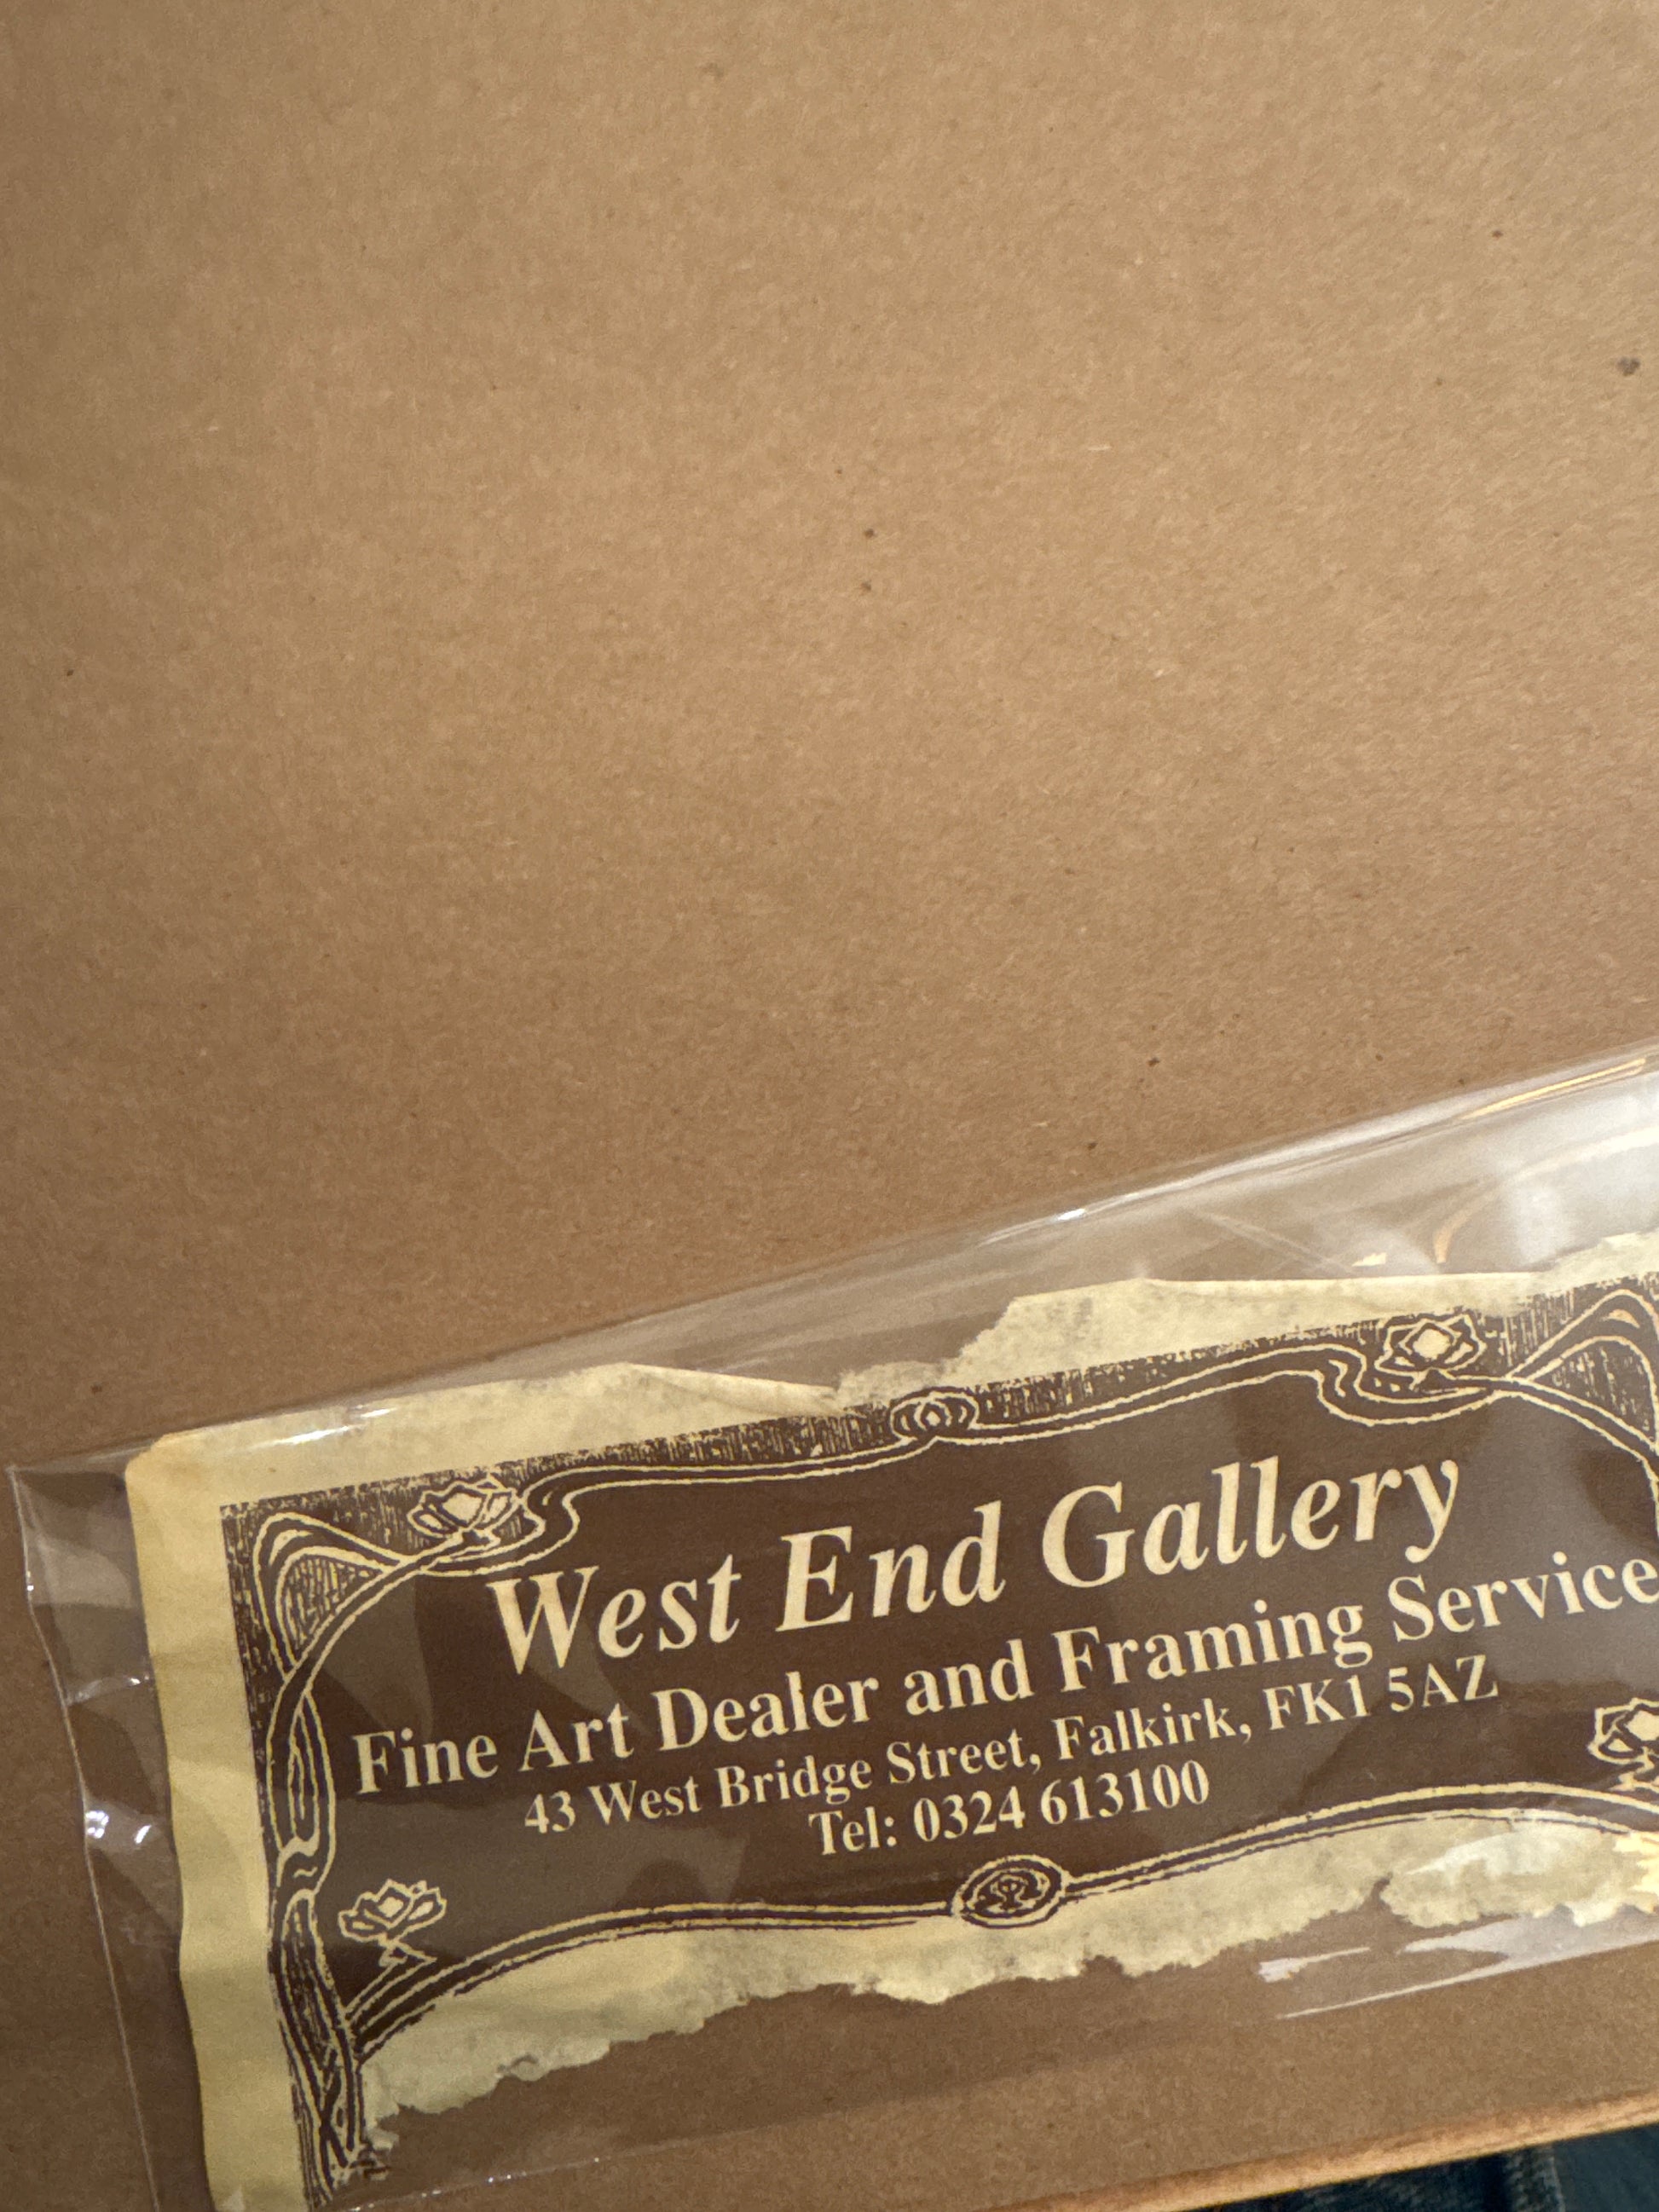 West End Gallery
Fine Art Dealer and Framing Service
43 West Bridge Street, Falkirk, FK1 5AZ
Tel: 0324 613100